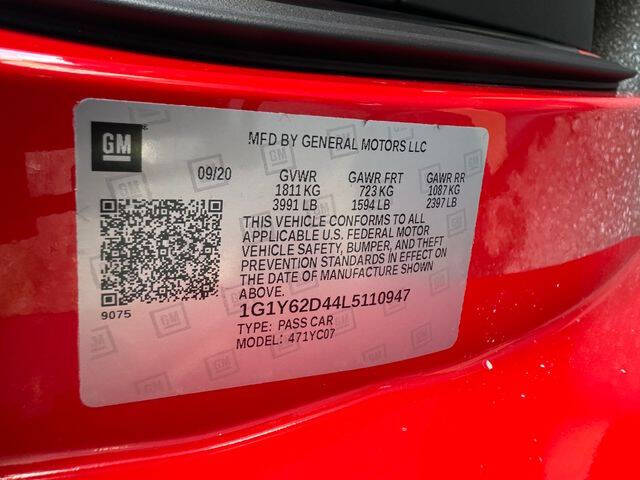 GM
MFD BY GENERAL MOTORS LLC
09/20 GVWR GAWR FRT GAWR RR
1811 KG 723 KG 1087 KG
3991 LB 1594 LB 2397 LB
THIS VEHICLE CONFORMS TO ALL
APPLICABLE U.S. FEDERAL MOTOR
VEHICLE SAFETY, BUMPER, AND THEFT
PREVENTION STANDARDS IN EFFECT ON
THE DATE OF MANUFACTURE SHOWN
ABOVE.
9075
1G1Y62D44L5110947
TYPE: PASS CAR
MODEL: 471YC07